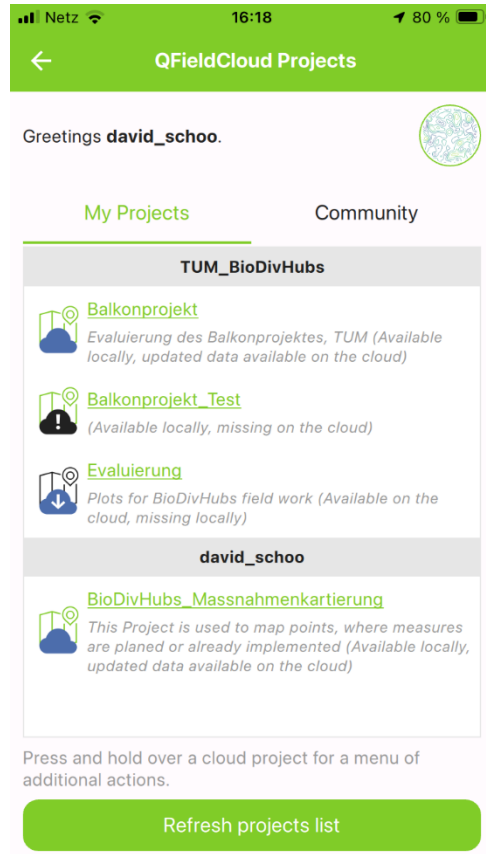 Netz 16:18 80 %
QFieldCloud Projects
Greetings david_schoo.
My Projects Community
TUM_BioDivHubs
Balkonprojekt
Evaluierung des Balkonprojektes, TUM (Available
locally, updated data available on the cloud)
Balkonprojekt_Test
(Available locally, missing on the cloud)
Evaluierung
Plots for BioDivHubs field work (Available on the
cloud, missing locally)
david_schoo
BioDivHubs_Massnahmenkartierung
This Project is used to map points, where measures
are planed or already implemented (Available locally,
updated data available on the cloud)
Press and hold over a cloud project for a menu of
additional actions.
Refresh projects list